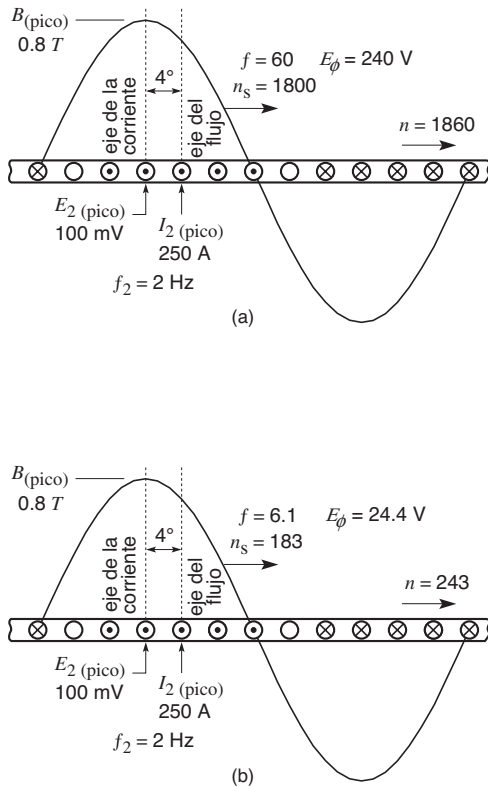 B(pico)
0.8 T
eje de la
corriente
4°
eje del
flujo
f = 60 Eϕ = 240 V
ns = 1800
n = 1860
E2 (pico)
100 mV
I2 (pico)
250 A
f2 = 2 Hz
(a)
B(pico)
0.8 T
eje de la
corriente
4°
eje del
flujo
f = 6.1 Eϕ = 24.4 V
ns = 183
n = 243
E2 (pico)
100 mV
I2 (pico)
250 A
f2 = 2 Hz
(b)